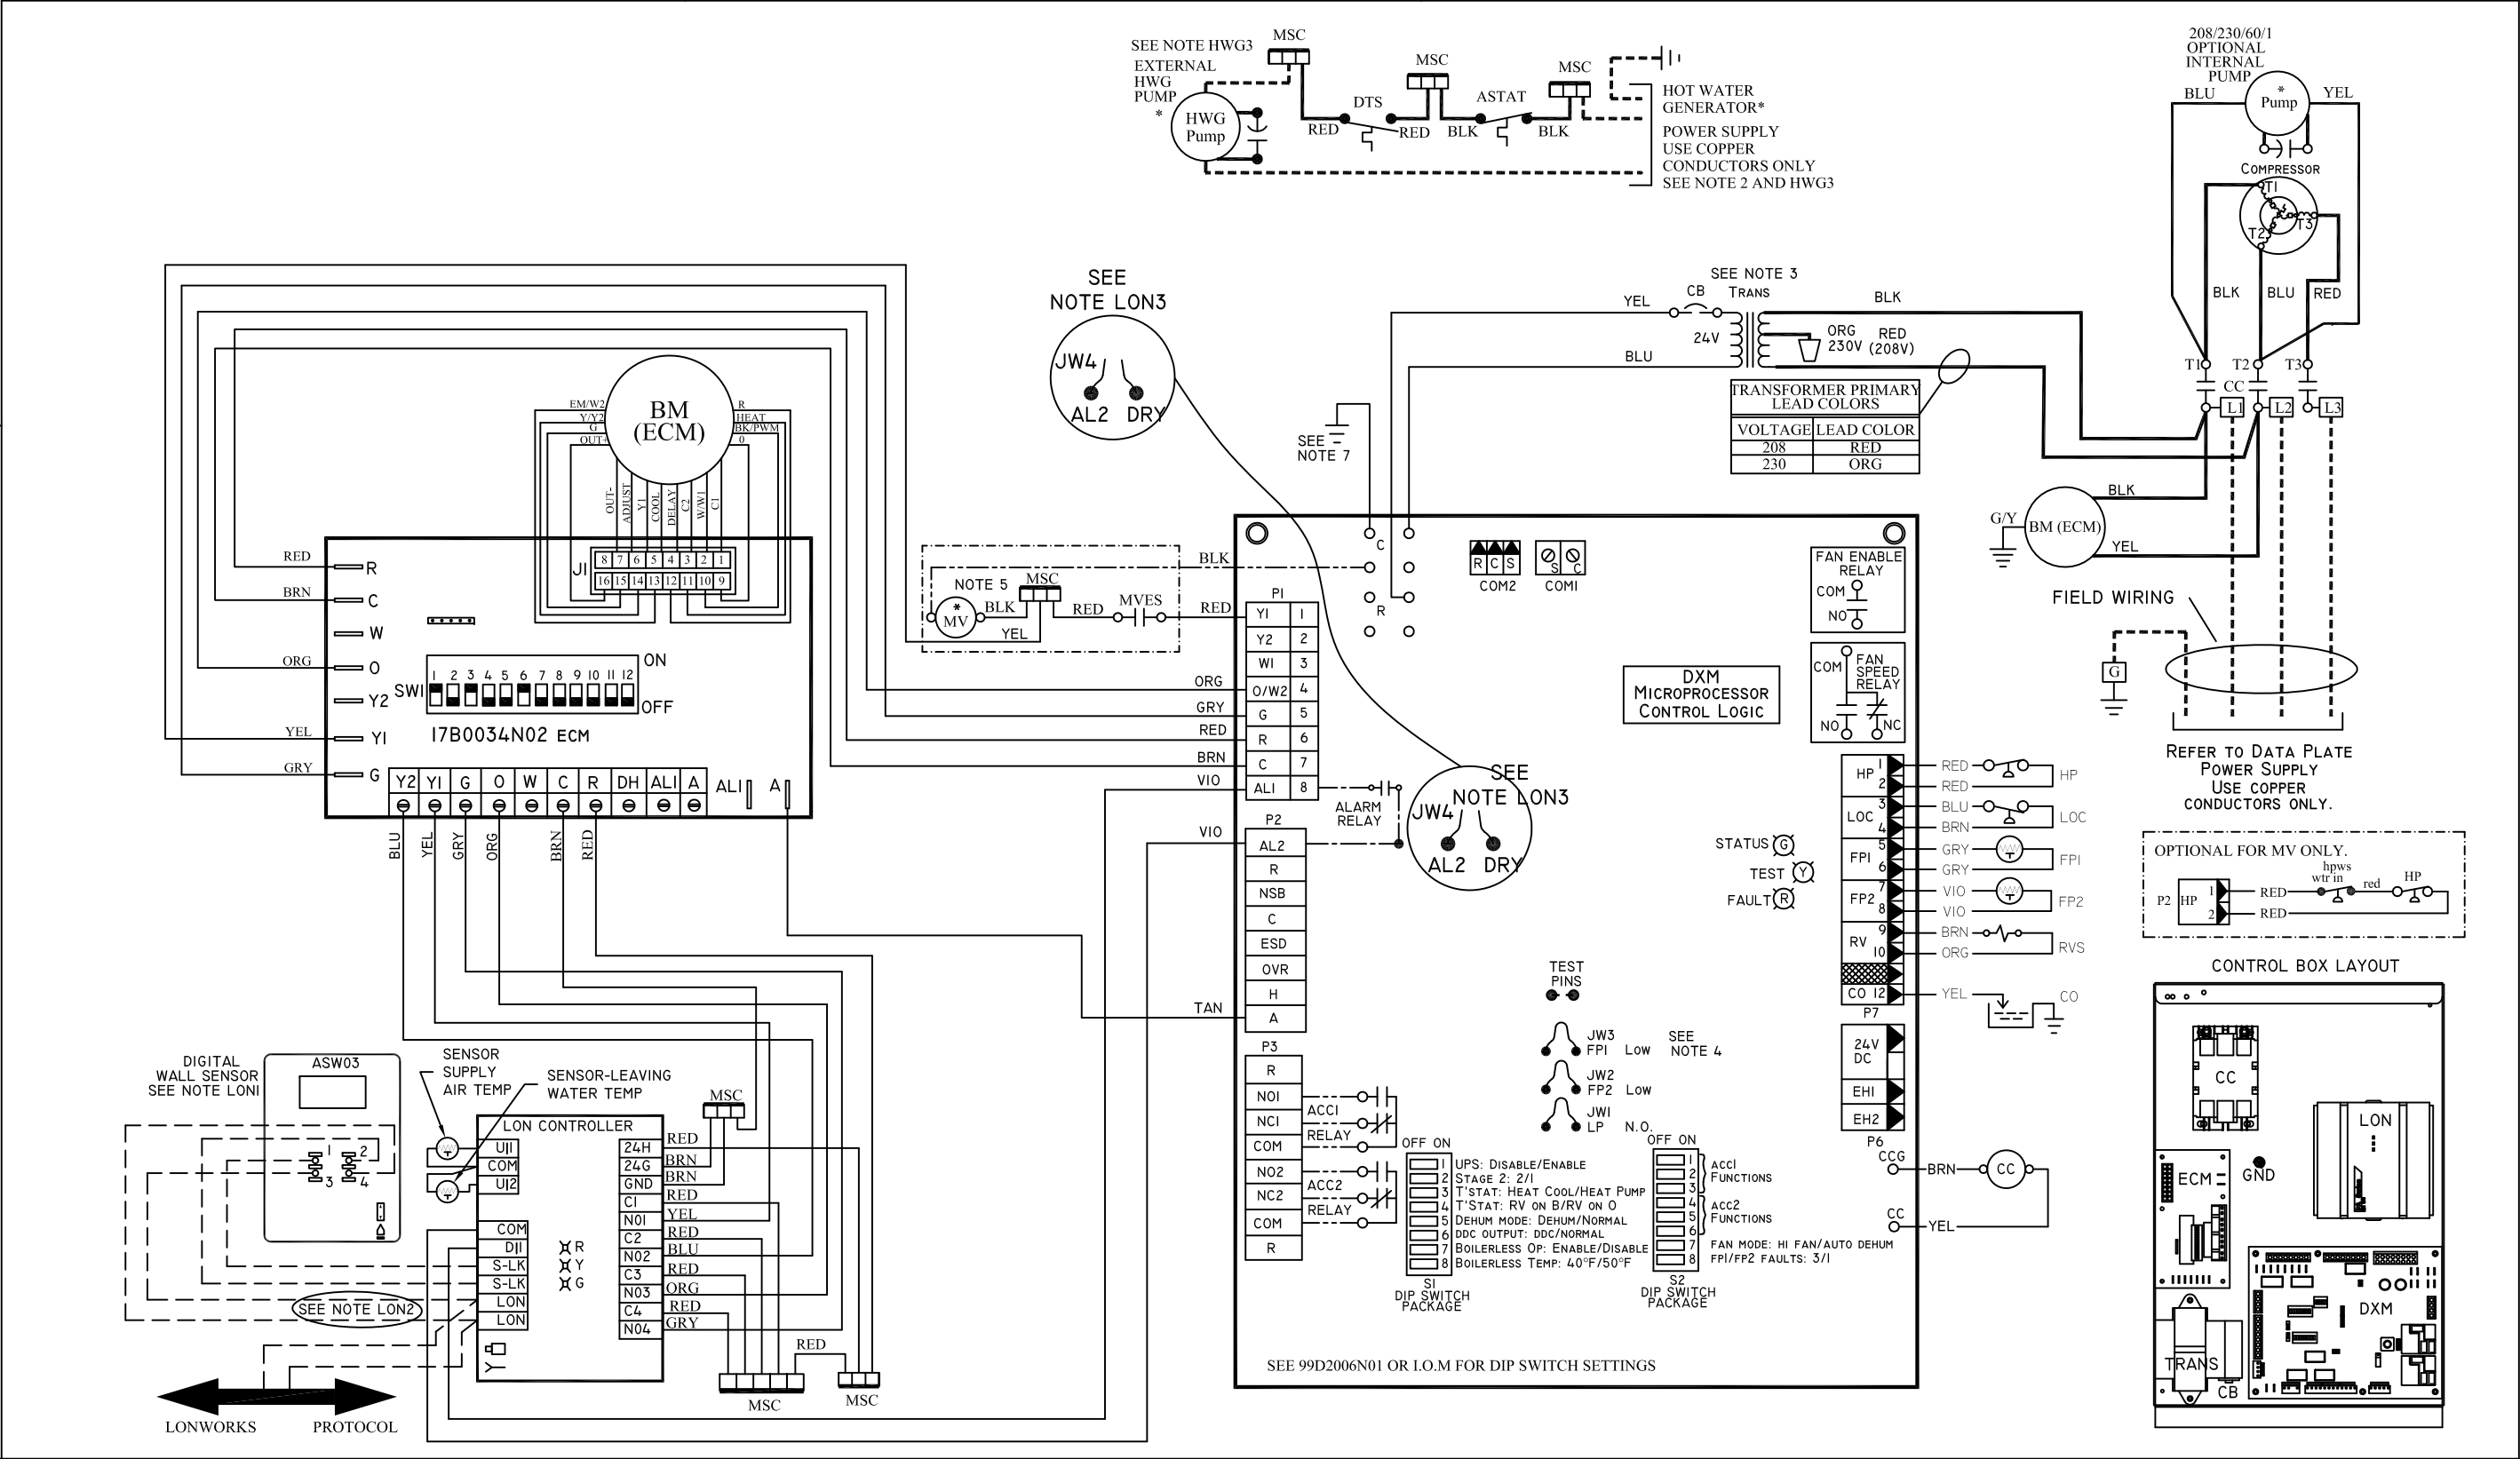 SEE NOTE HWG3
EXTERNAL
HWG
PUMP
*
HWG
Pump
MSC
MSC
MSC
DTS
ASTAT
RED
RED
BLK
BLK
HOT WATER
GENERATOR*
POWER SUPPLY
USE COPPER
CONDUCTORS ONLY
SEE NOTE 2 AND HWG3
208/230/60/1
OPTIONAL
INTERNAL
PUMP
BLU
*
Pump
YEL
COMPRESSOR
T1
T2
T3
BLK
BLU
RED
T1
T2
T3
CC
L1
L2
L3
SEE
NOTE LON3
JW4
AL2 DRY
SEE NOTE 3
TRANS
CB
YEL
24V
BLU
BLK
ORG
230V
RED
(208V)
TRANSFORMER PRIMARY
LEAD COLORS
VOLTAGE LEAD COLOR
208 RED
230 ORG
SEE
NOTE 7
BLK
G/Y
BM (ECM)
YEL
FIELD WIRING
G
REFER TO DATA PLATE
POWER SUPPLY
USE COPPER
CONDUCTORS ONLY.
BM
(ECM)
EM/W2
Y/Y2
G
OUT+
R
HEAT
BK/PWM
0
OUT-
ADJUST
Y1
COOL
DELAY
C2
W/W1
C1
J1
8 7 6 5 4 3 2 1
16 15 14 13 12 11 10 9
RED R
BRN C
W
ORG O
Y2
YEL Y1
GRY G
SW1
1 2 3 4 5 6 7 8 9 10 11 12
ON
OFF
17B0034N02 ECM
Y2 Y1 G O W C R DH AL1 A
AL1
A
BLU
YEL
GRY
ORG
BRN
RED
NOTE 5
*
MV
BLK
MSC
YEL
RED
MVES
BLK
RED
ORG
GRY
RED
BRN
VIO
VIO
TAN
C
R
R C S
COM2
S C
COM1
P1
Y1 1
Y2 2
W1 3
O/W2 4
G 5
R 6
C 7
AL1 8
ALARM
RELAY
P2
AL2
R
NSB
C
ESD
OVR
H
A
P3
R
NO1
NC1
COM
NO2
NC2
COM
R
ACC1
RELAY
ACC2
RELAY
SEE
NOTE LON3
JW4
AL2 DRY
DXM
MICROPROCESSOR
CONTROL LOGIC
FAN ENABLE
RELAY
COM
NO
COM
FAN
SPEED
RELAY
NO
NC
STATUS G
TEST Y
FAULT R
TEST
PINS
JW3
FP1 LOW
SEE
NOTE 4
JW2
FP2 LOW
JW1
LP N.O.
OFF ON
1 UPS: DISABLE/ENABLE
2 STAGE 2: 2/1
3 T'STAT: HEAT COOL/HEAT PUMP
4 T'STAT: RV ON B/RV ON O
5 DEHUM MODE: DEHUM/NORMAL
6 DDC OUTPUT: DDC/NORMAL
7 BOILERLESS OP: ENABLE/DISABLE
8 BOILERLESS TEMP: 40°F/50°F
S1
DIP SWITCH
PACKAGE
OFF ON
1
2
3
ACC1
FUNCTIONS
4
5
6
ACC2
FUNCTIONS
7 FAN MODE: HI FAN/AUTO DEHUM
8 FP1/FP2 FAULTS: 3/1
S2
DIP SWITCH
PACKAGE
SEE 99D2006N01 OR I.O.M FOR DIP SWITCH SETTINGS
HP 1 RED
2 RED
HP
LOC 3 BLU
4 BRN
LOC
FP1 5 GRY
6 GRY
FP1
FP2 7 VIO
8 VIO
FP2
RV 9 BRN
10 ORG
RVS
CO 12 YEL
CO
P7
24V
DC
EH1
EH2
P6
CCG
BRN
CC
CC
YEL
OPTIONAL FOR MV ONLY.
P2 HP
1
2
RED
RED
hpws
wtr in
red
HP
CONTROL BOX LAYOUT
CC
LON
ECM
GND
DXM
TRANS
CB
DIGITAL
WALL SENSOR
SEE NOTE LON1
ASW03
1 2
3 4
SENSOR
SUPPLY
AIR TEMP
SENSOR-LEAVING
WATER TEMP
LON CONTROLLER
UI1
COM
UI2
COM
DI1
S-LK
S-LK
LON
LON
R
Y
G
24H RED
24G BRN
GND BRN
C1 RED
N01 YEL
C2 RED
N02 BLU
C3 RED
N03 ORG
C4 RED
N04 GRY
MSC
RED
MSC
MSC
SEE NOTE LON2
LONWORKS
PROTOCOL